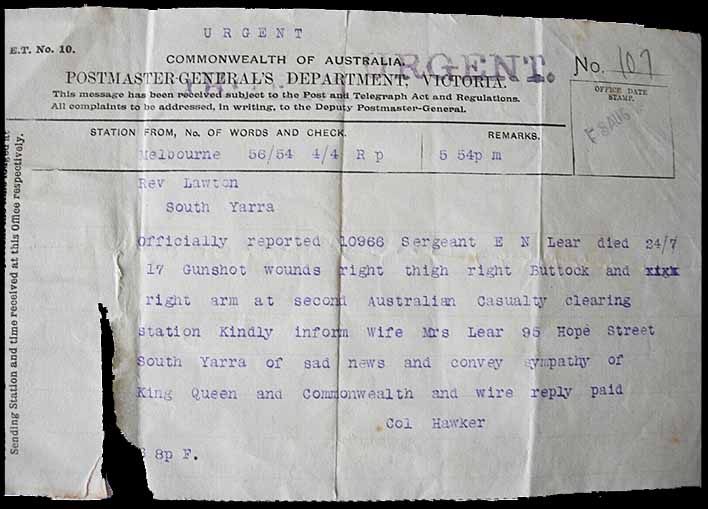 URGENT
E.T. No. 10.
COMMONWEALTH OF AUSTRALIA.
URGENT.
No. 107
POSTMASTER-GENERAL'S DEPARTMENT, VICTORIA.
This message has been received subject to the Post and Telegraph Act and Regulations.
All complaints to be addressed, in writing, to the Deputy Postmaster-General.
OFFICE DATE
STAMP.
8 AUG
STATION FROM, No. OF WORDS AND CHECK.
REMARKS.
Melbourne 56/54 4/4 R p 5 54p m
Rev Lawton
South Yarra
Officially reported 10966 Sergeant E N Lear died 24/7
17 Gunshot wounds right thigh right Buttock and
right arm at second Australian Casualty clearing
station Kindly inform Wife Mrs Lear 95 Hope Street
South Yarra of sad news and convey sympathy of
King Queen and Commonwealth and wire reply paid
Col Hawker
8p F.
Sending Station and time received at this Office respectively.